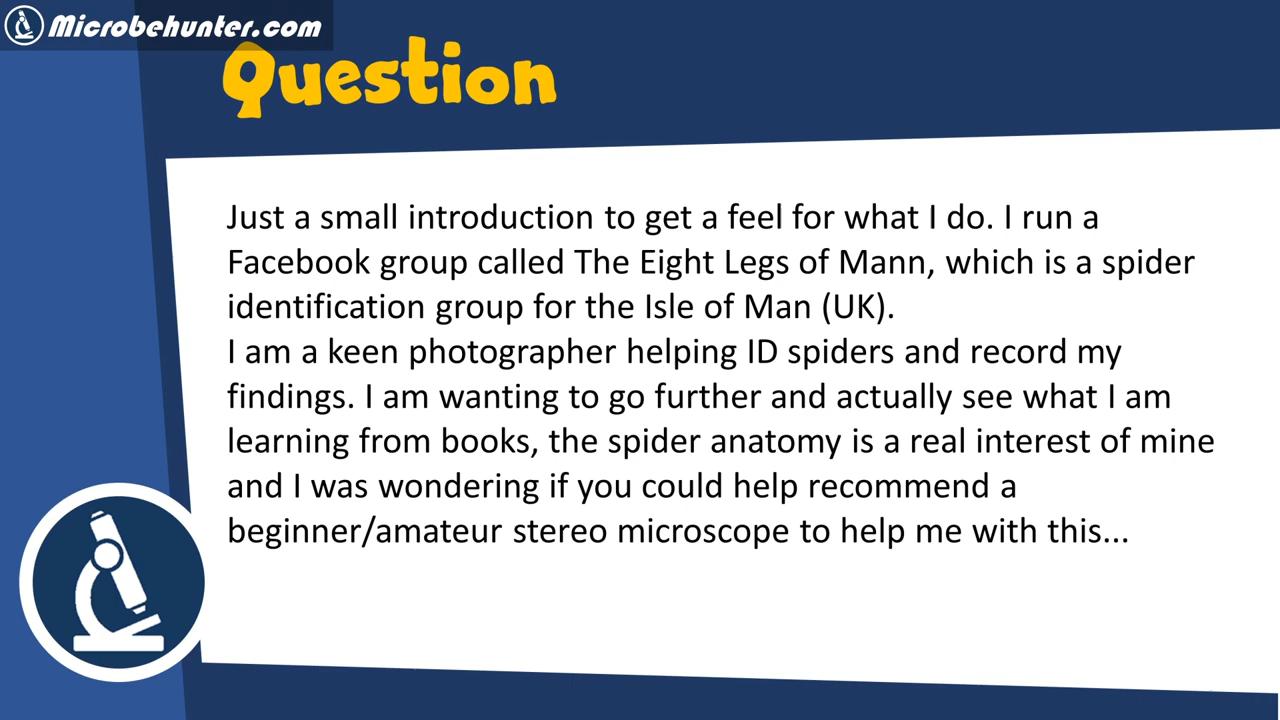 Microbehunter.com
Question
Just a small introduction to get a feel for what I do. I run a
Facebook group called The Eight Legs of Mann, which is a spider
identification group for the Isle of Man (UK).
I am a keen photographer helping ID spiders and record my
findings. I am wanting to go further and actually see what I am
learning from books, the spider anatomy is a real interest of mine
and I was wondering if you could help recommend a
beginner/amateur stereo microscope to help me with this...